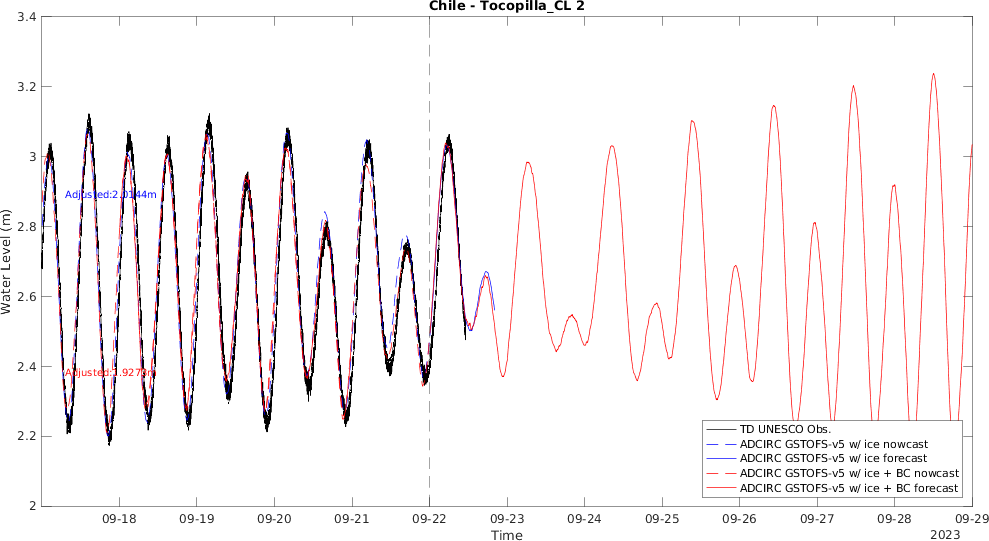 Chile - Tocopilla_CL 2
Water Level (m)
3.4
3.2
3
2.8
2.6
2.4
2.2
2
Adjusted:2.0144m
TD UNESCO Obs.
ADCIRC GSTOFS-v5 w/ ice nowcast
ADCIRC GSTOFS-v5 w/ ice forecast
ADCIRC GSTOFS-v5 w/ ice + BC nowcast
ADCIRC GSTOFS-v5 w/ ice + BC forecast
09-18 09-19 09-20 09-21 09-22 09-23 09-24 09-25 09-26 09-27 09-28 09-29
Time
2023